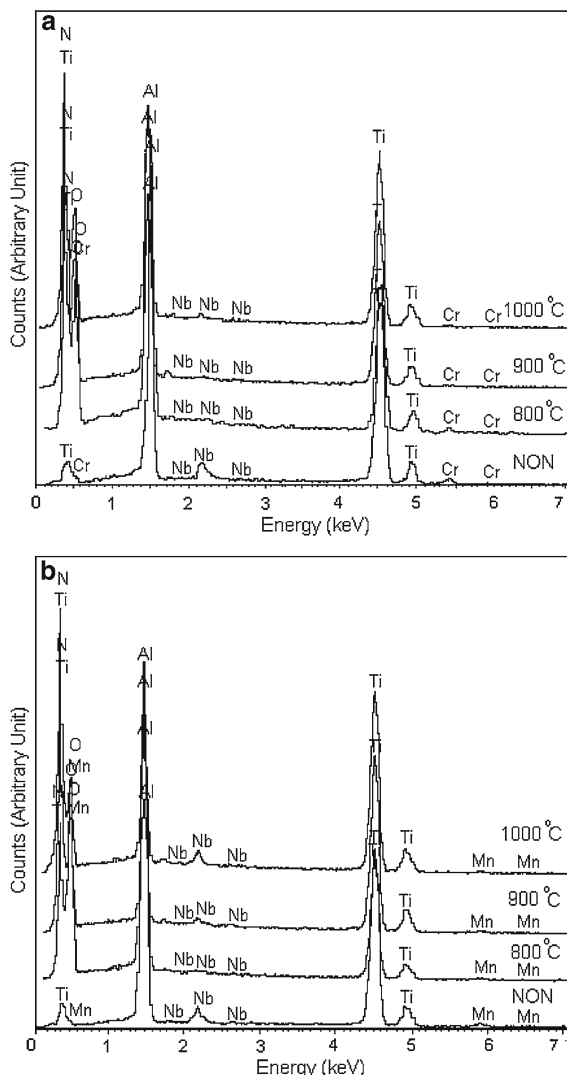 a
N
Ti
N
Ti
N
O
O
Cr
Al
Al
Al
Al
Ti
Nb Nb Nb
Ti
Cr Cr
1000 °C
Nb Nb Nb
Ti
Cr Cr
900 °C
Nb Nb Nb
Ti
Cr Cr
800 °C
Ti
Cr
Nb
Nb
Nb
Ti
Cr Cr
NON
0 1 2 3 4 5 6 7
Energy (keV)
Counts (Arbitrary Unit)
b
N
Ti
N
Ti
O
Mn
O
O
Mn
Al
Al
Al
Al
Ti
Nb Nb Nb
Ti
Mn Mn
1000 °C
Nb Nb Nb
Ti
Mn Mn
900 °C
Nb Nb Nb
Ti
Mn Mn
800 °C
Ti
Mn
Nb
Nb
Nb
Ti
Mn Mn
NON
0 1 2 3 4 5 6 7
Energy (keV)
Counts (Arbitrary Unit)